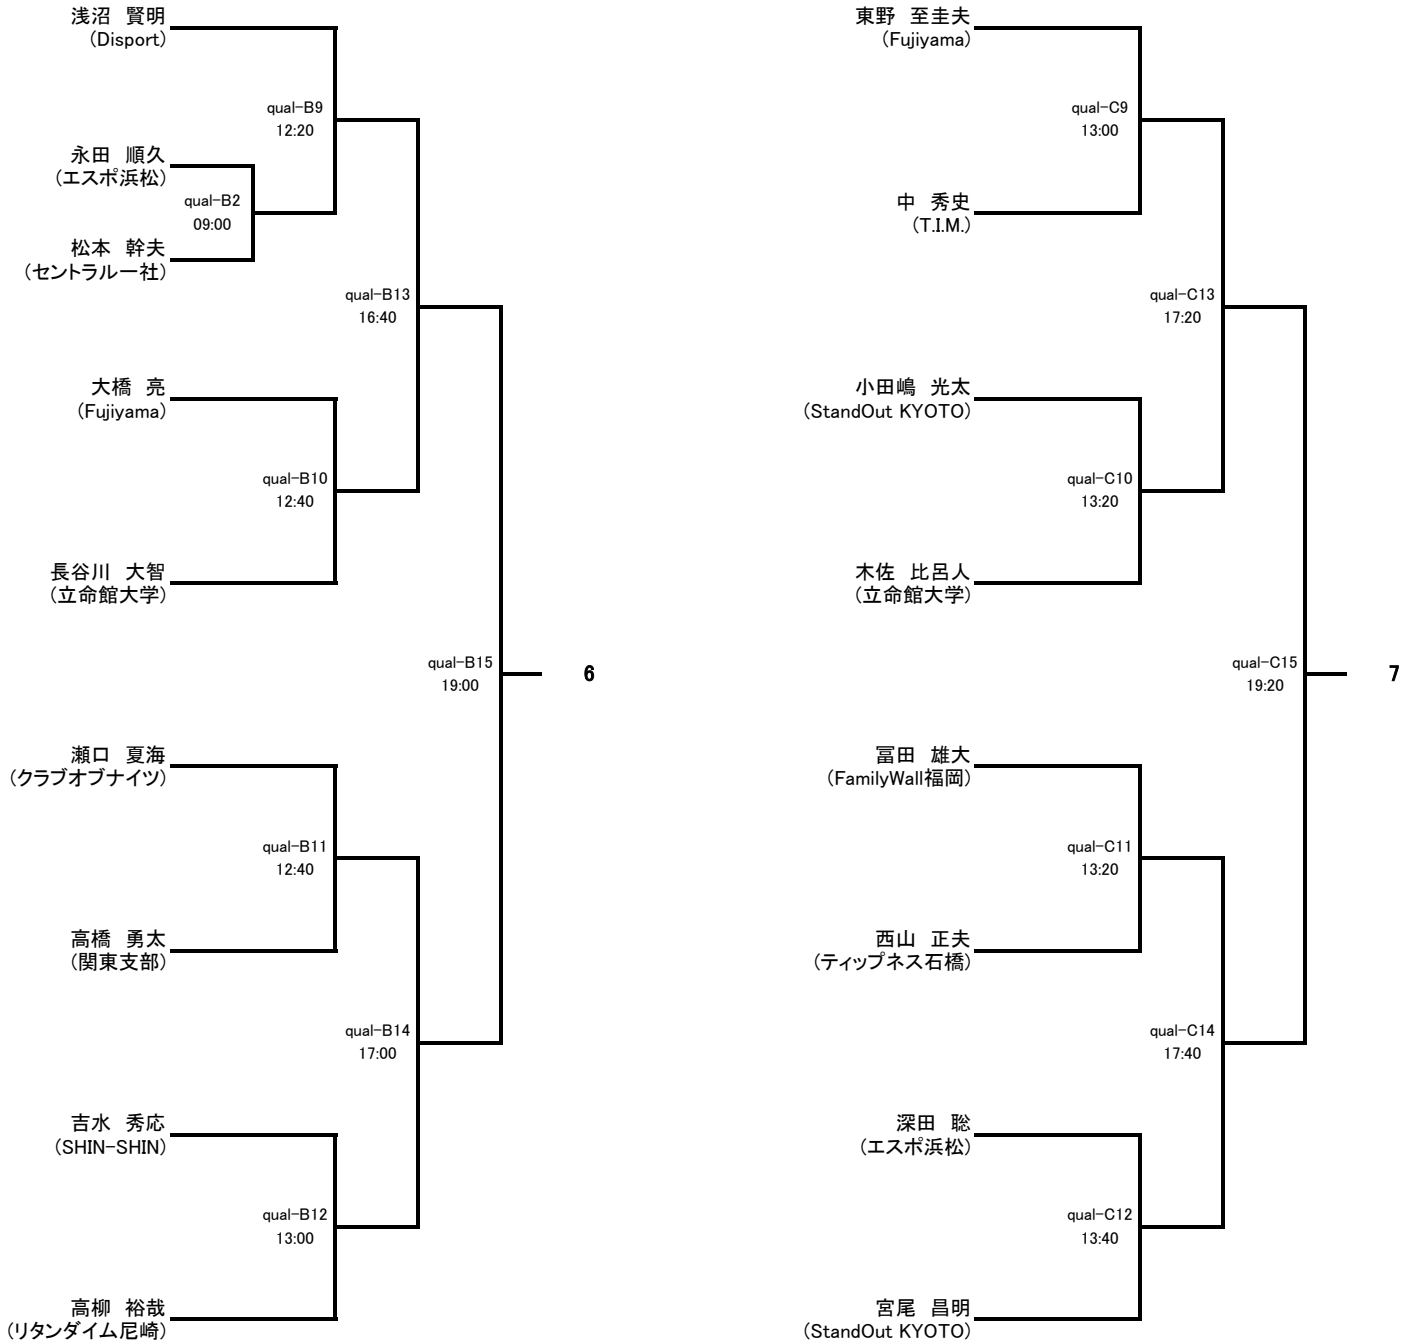 浅沼 賢明
(Disport)
qual-B9
12:20
永田 順久
(エスポ浜松)
qual-B2
09:00
松本 幹夫
(セントラル一社)
qual-B13
16:40
大橋 亮
(Fujiyama)
qual-B10
12:40
長谷川 大智
(立命館大学)
qual-B15
19:00
6
瀬口 夏海
(クラブオブナイツ)
qual-B11
12:40
高橋 勇太
(関東支部)
qual-B14
17:00
吉水 秀応
(SHIN-SHIN)
qual-B12
13:00
高柳 裕哉
(リタンダイム尼崎)
東野 至圭夫
(Fujiyama)
qual-C9
13:00
中 秀史
(T.I.M.)
qual-C13
17:20
小田嶋 光太
(StandOut KYOTO)
qual-C10
13:20
木佐 比呂人
(立命館大学)
qual-C15
19:20
7
冨田 雄大
(FamilyWall福岡)
qual-C11
13:20
西山 正夫
(ティップネス石橋)
qual-C14
17:40
深田 聡
(エスポ浜松)
qual-C12
13:40
宮尾 昌明
(StandOut KYOTO)